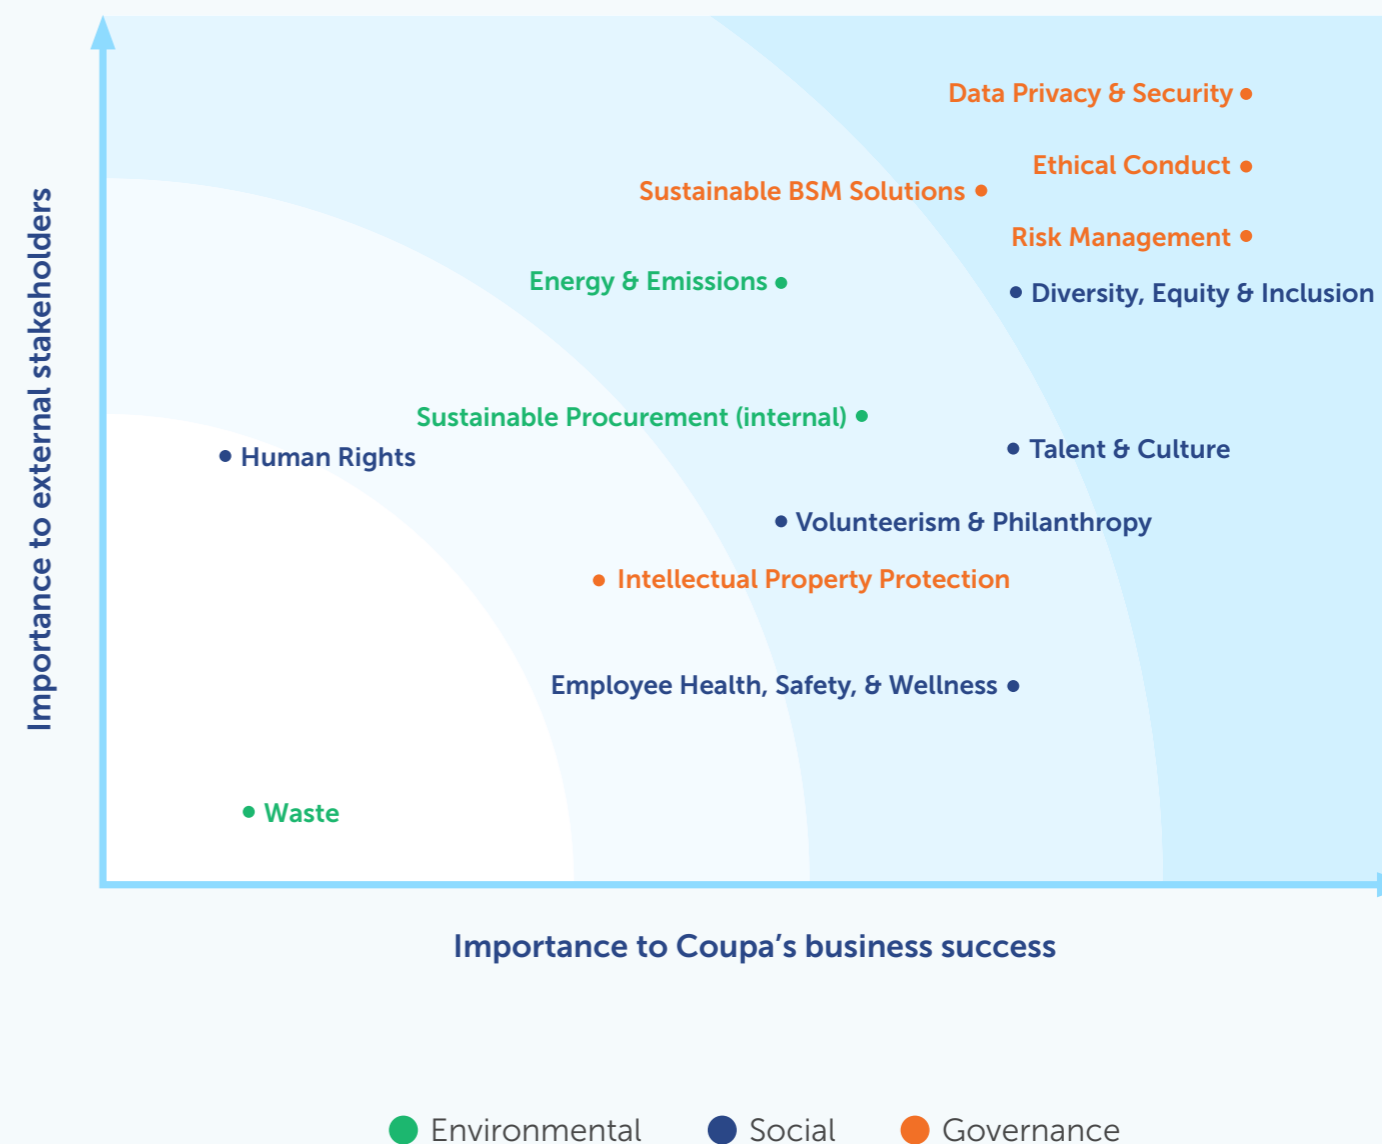 Importance to external stakeholders
Data Privacy & Security
Ethical Conduct
Sustainable BSM Solutions
Risk Management
Energy & Emissions
Diversity, Equity & Inclusion
Sustainable Procurement (internal)
Human Rights
Talent & Culture
Volunteerism & Philanthropy
Intellectual Property Protection
Employee Health, Safety, & Wellness
Waste
Importance to Coupa’s business success
Environmental
Social
Governance